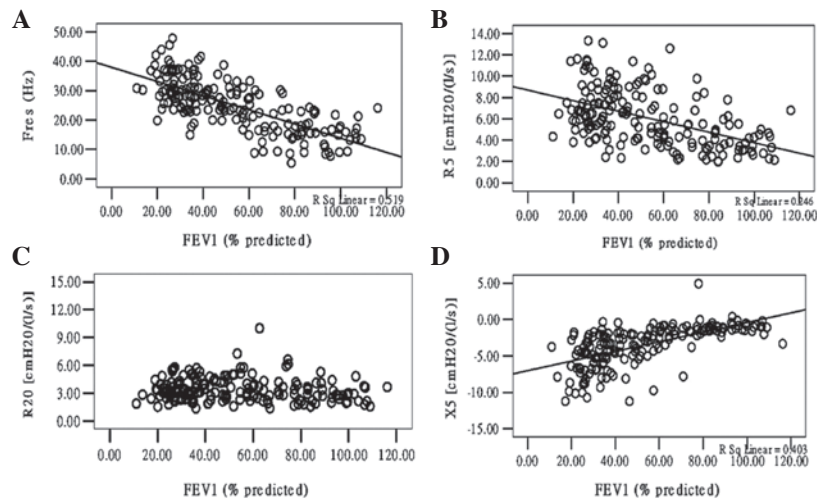 A
50.00
40.00
30.00
20.00
10.00
0.00
Fres (Hz)
0.00 20.00 40.00 60.00 80.00 100.00 120.00
R Sq Linear = 0.519
FEV1 (% predicted)
B
14.00
12.00
10.00
8.00
6.00
4.00
2.00
0.00
R5 [cmH20/(l/s)]
0.00 20.00 40.00 60.00 80.00 100.00 120.00
R Sq Linear = 0.246
FEV1 (% predicted)
C
15.00
12.00
9.00
6.00
3.00
0.00
R20 [cmH20/(l/s)]
0.00 20.00 40.00 60.00 80.00 100.00 120.00
FEV1 (% predicted)
D
5.00
0.00
-5.00
-10.00
-15.00
X5 [cmH20/(l/s)]
0.00 20.00 40.00 60.00 80.00 100.00 120.00
R Sq Linear = 0.403
FEV1 (% predicted)